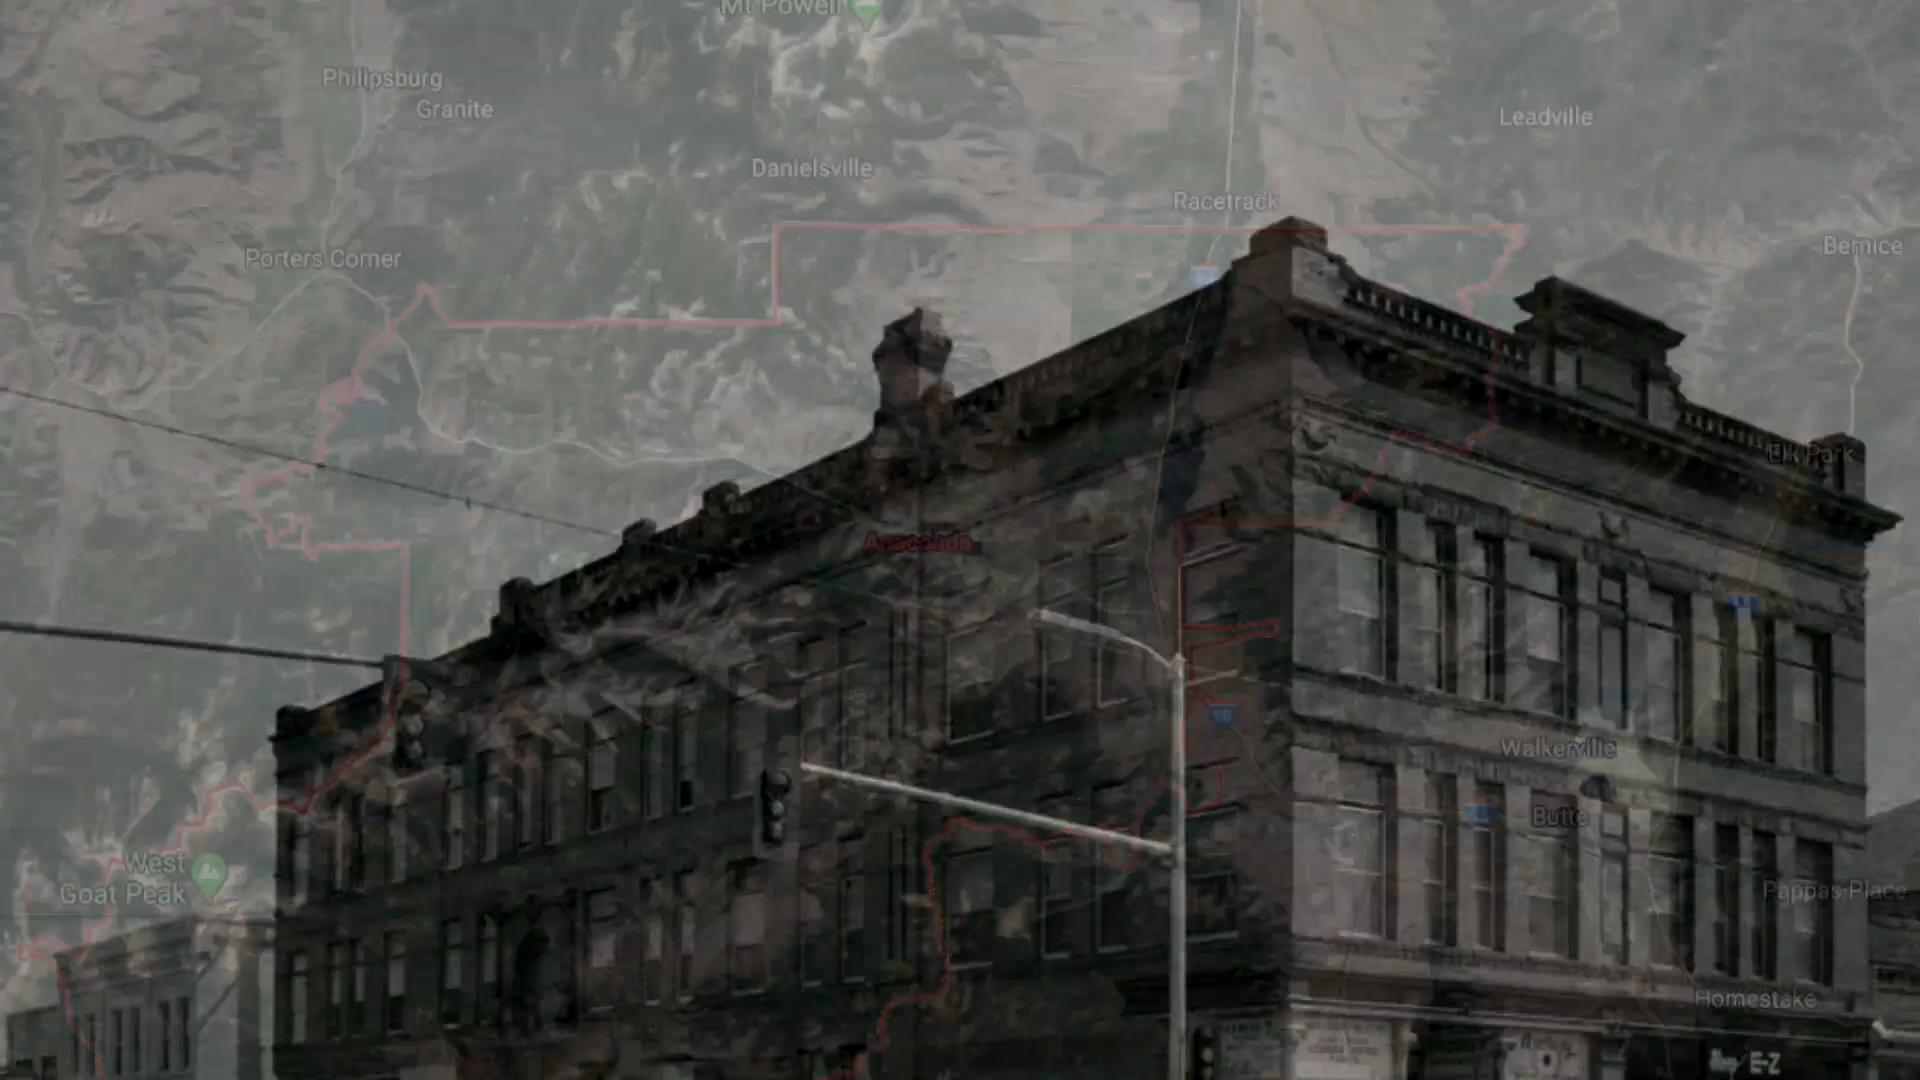 Mt Powell
Philipsburg
Granite
Leadville
Danielsville
Racetrack
Bernice
Porters Corner
Elk Park
Anaconda
Walkerville
Butte
West
Goat Peak
Pappas Place
Homestake
E-Z